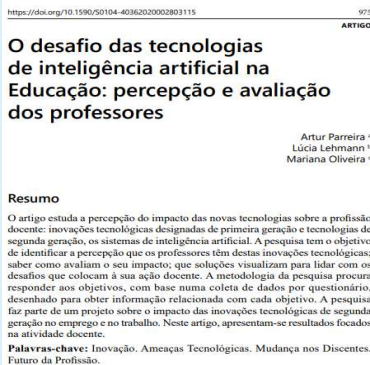 https://doi.org/10.1590/S0104-40362020002803115 975
ARTIGO
O desafio das tecnologias
de inteligência artificial na
Educação: percepção e avaliação
dos professores
Artur Parreira ª
Lúcia Lehmann ᵇ
Mariana Oliveira ᶜ
Resumo
O artigo estuda a percepção do impacto das novas tecnologias sobre a profissão
docente: inovações tecnológicas designadas de primeira geração e tecnologias de
segunda geração, os sistemas de inteligência artificial. A pesquisa tem o objetivo
de identificar a percepção que os professores têm destas inovações tecnológicas;
saber como avaliam o seu impacto; que soluções visualizam para lidar com os
desafios que colocam à sua ação docente. A metodologia da pesquisa procura
responder aos objetivos, com base numa coleta de dados por questionário,
desenhado para obter informação relacionada com cada objetivo. A pesquisa
faz parte de um projeto sobre o impacto das inovações tecnológicas de segunda
geração no emprego e no trabalho. Neste artigo, apresentam-se resultados focados
na atividade docente.
Palavras-chave: Inovação. Ameaças Tecnológicas. Mudança nos Discentes.
Futuro da Profissão.